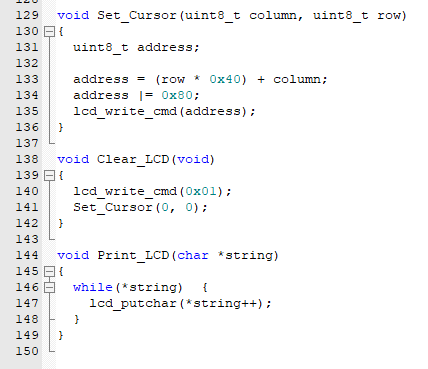 129 void Set_Cursor(uint8_t column, uint8_t row)
130 {
131   uint8_t address;
132
133   address = (row * 0x40) + column;
134   address |= 0x80;
135   lcd_write_cmd(address);
136 }
137
138 void Clear_LCD(void)
139 {
140   lcd_write_cmd(0x01);
141   Set_Cursor(0, 0);
142 }
143
144 void Print_LCD(char *string)
145 {
146   while(*string)  {
147     lcd_putchar(*string++);
148   }
149 }
150